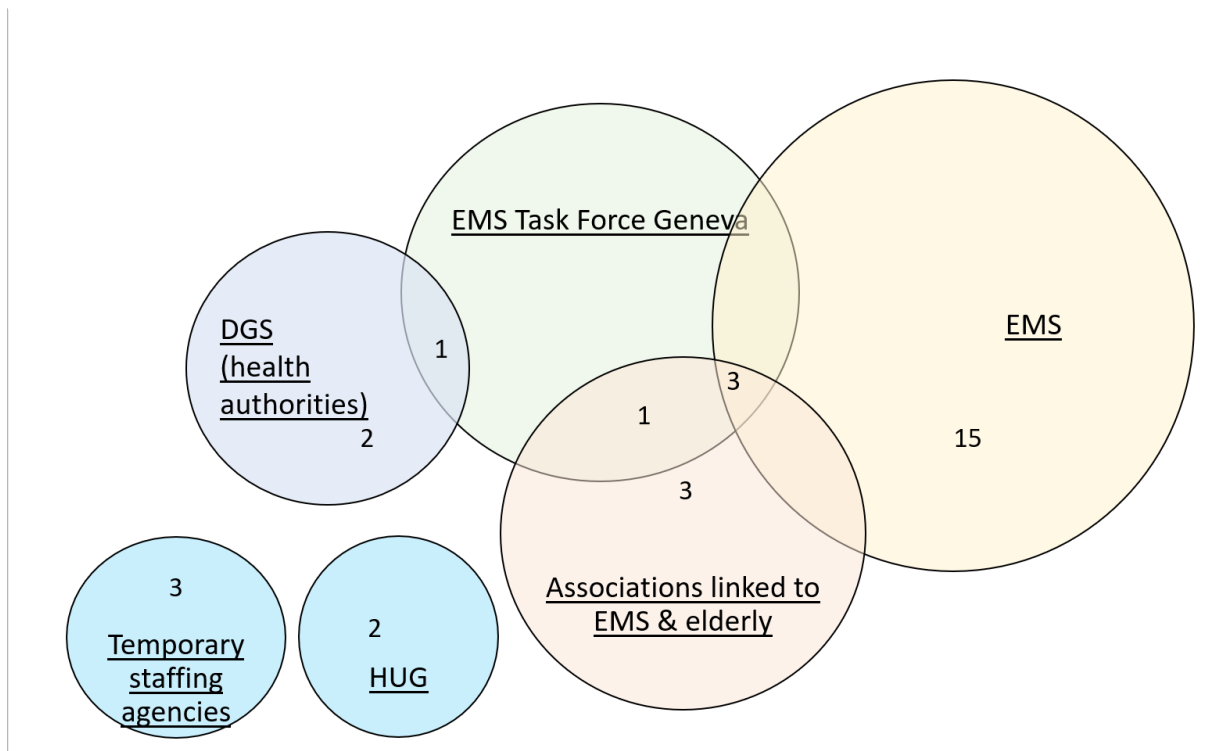 EMS Task Force Geneva
EMS
DGS
(health
authorities)
2
1
3
1
15
3
Associations linked to
EMS & elderly
3
Temporary
staffing
agencies
2
HUG